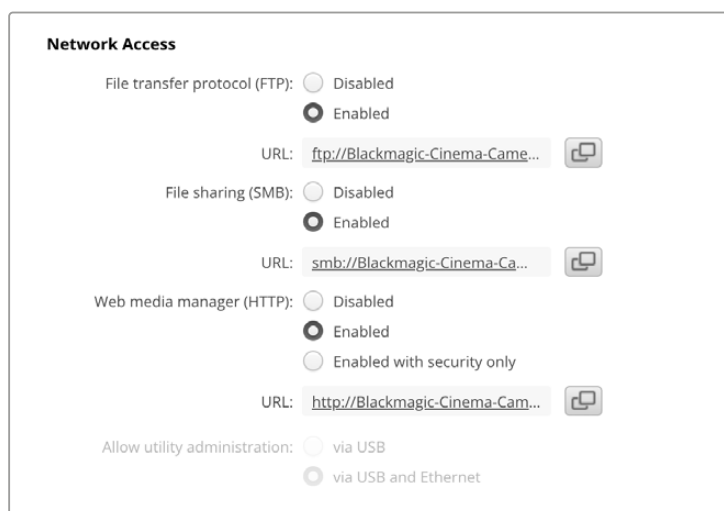 Network Access
File transfer protocol (FTP): Disabled
Enabled
URL: ftp://Blackmagic-Cinema-Came...
File sharing (SMB): Disabled
Enabled
URL: smb://Blackmagic-Cinema-Ca...
Web media manager (HTTP): Disabled
Enabled
Enabled with security only
URL: http://Blackmagic-Cinema-Cam...
Allow utility administration: via USB
via USB and Ethernet